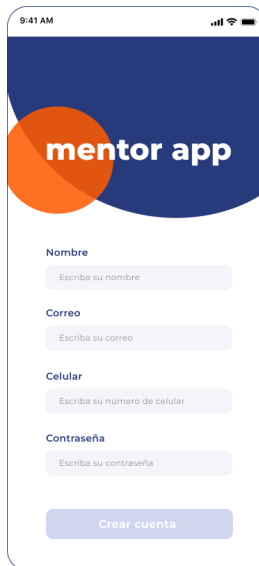 9:41 AM
mentor app
Nombre
Escriba su nombre
Correo
Escriba su correo
Celular
Escriba su número de celular
Contraseña
Escriba su contraseña
Crear cuenta